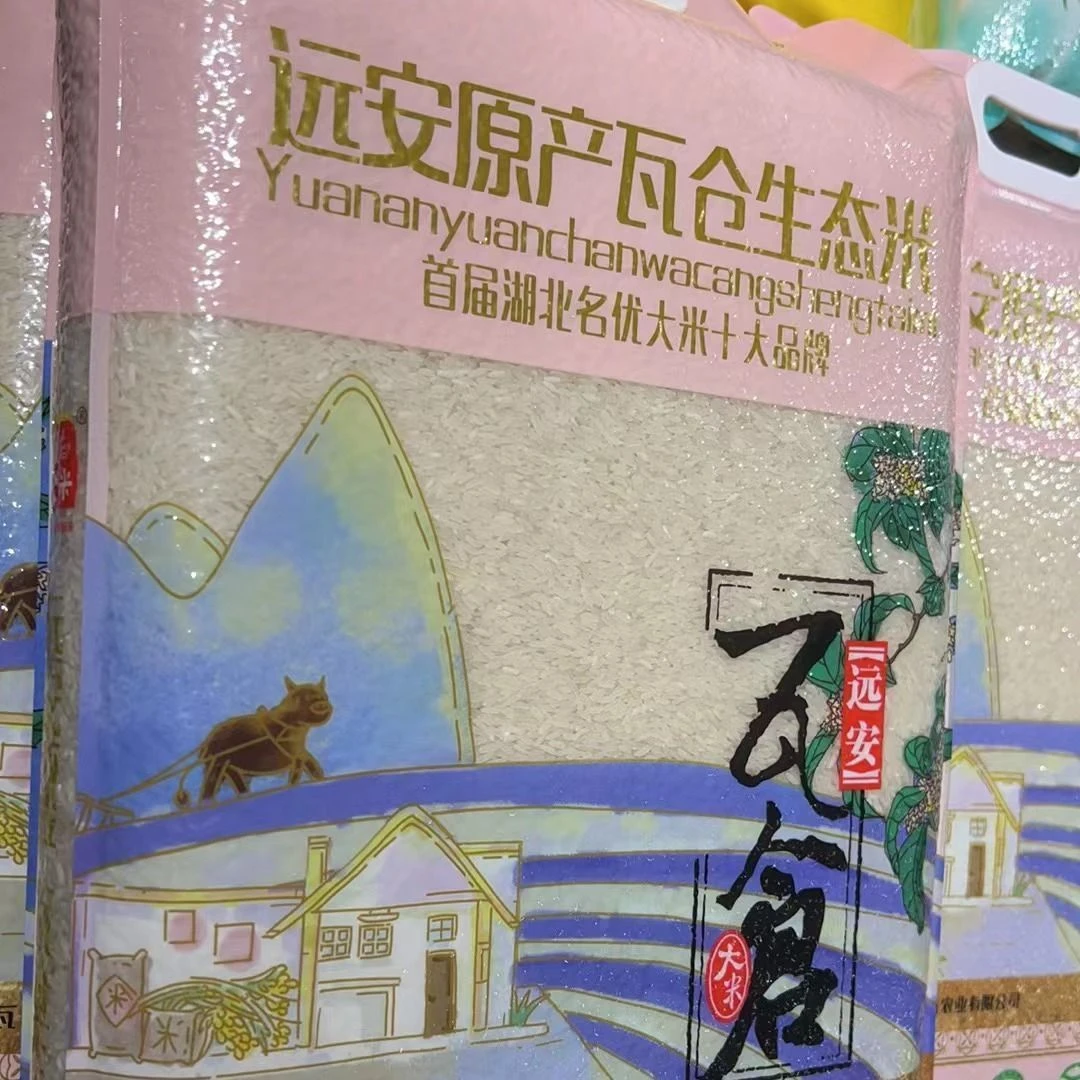 远安原产瓦仓生态米
Yuananyuanchanwacangshengtaimi
首届湖北名优大米十大品牌
瓦仓
远安
大米
米
米
农业有限公司